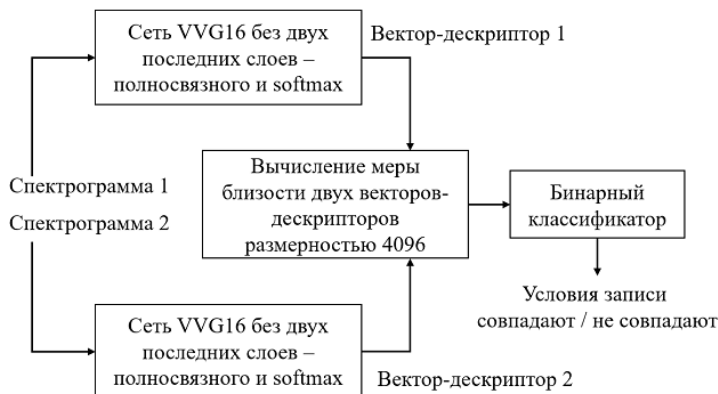 Сеть VVG16 без двух
последних слоев –
полносвязного и softmax
Вектор-дескриптор 1
Спектрограмма 1
Спектрограмма 2
Вычисление меры
близости двух векторов-
дескрипторов
размерностью 4096
Бинарный
классификатор
Условия записи
совпадают / не совпадают
Сеть VVG16 без двух
последних слоев –
полносвязного и softmax
Вектор-дескриптор 2